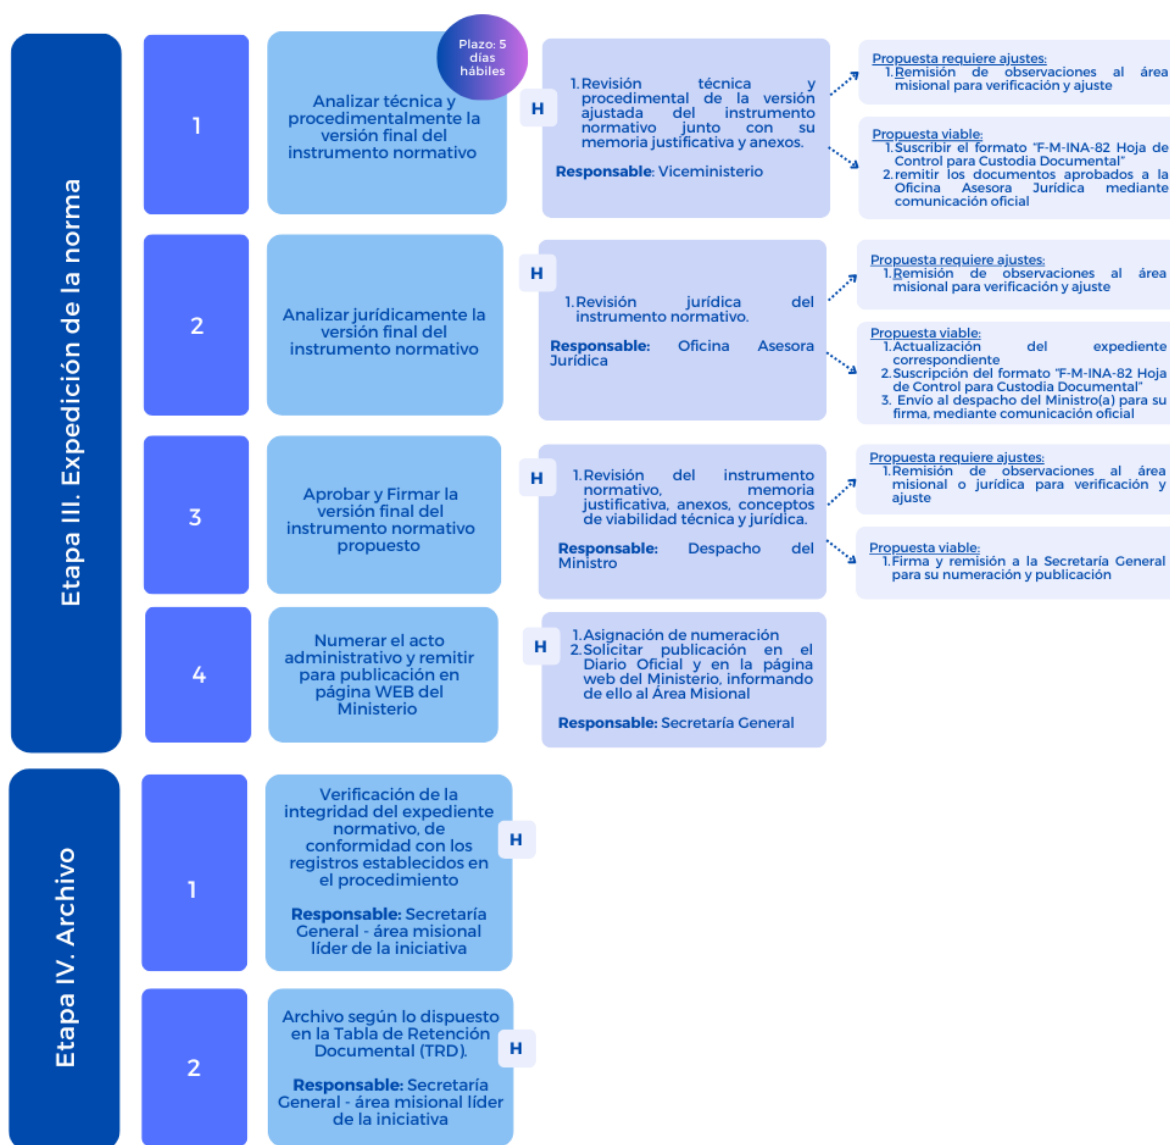 Etapa III. Expedición de la norma
1
Analizar técnica y
procedimentalmente la
versión final del
instrumento normativo
Plazo: 5
días
hábiles
H
1. Revisión técnica y
procedimental de la versión
ajustada del instrumento
normativo junto con su
memoria justificativa y anexos.
Responsable: Viceministerio
Propuesta requiere ajustes:
1. Remisión de observaciones al área
misional para verificación y ajuste
Propuesta viable:
1. Suscribir el formato “F-M-INA-82 Hoja de
Control para Custodia Documental”
2. remitir los documentos aprobados a la
Oficina Asesora Jurídica mediante
comunicación oficial
2
Analizar jurídicamente la
versión final del
instrumento normativo
H
1. Revisión jurídica del
instrumento normativo.
Responsable: Oficina Asesora
Jurídica
Propuesta requiere ajustes:
1. Remisión de observaciones al área
misional para verificación y ajuste
Propuesta viable:
1. Actualización del expediente
correspondiente
2. Suscripción del formato “F-M-INA-82 Hoja
de Control para Custodia Documental”
3. Envío al despacho del Ministro(a) para su
firma, mediante comunicación oficial
3
Aprobar y Firmar la
versión final del
instrumento normativo
propuesto
H
1. Revisión del instrumento
normativo, memoria
justificativa, anexos, conceptos
de viabilidad técnica y jurídica.
Responsable: Despacho del
Ministro
Propuesta requiere ajustes:
1. Remisión de observaciones al área
misional o jurídica para verificación y
ajuste
Propuesta viable:
1. Firma y remisión a la Secretaría General
para su numeración y publicación
4
Numerar el acto
administrativo y remitir
para publicación en
página WEB del
Ministerio
H
1. Asignación de numeración
2. Solicitar publicación en el
Diario Oficial y en la página
web del Ministerio, informando
de ello al Área Misional
Responsable: Secretaría General
Etapa IV. Archivo
1
Verificación de la
integridad del expediente
normativo, de
conformidad con los
registros establecidos en
el procedimiento
Responsable: Secretaría
General - área misional
líder de la iniciativa
H
2
Archivo según lo dispuesto
en la Tabla de Retención
Documental (TRD).
Responsable: Secretaría
General - área misional líder
de la iniciativa
H